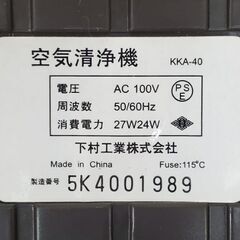 空気清浄機 KKA-40
電圧 AC 100V
PSE
周波数 50/60Hz
消費電力 27W24W
下村工業株式会社
Made in China Fuse:115℃
製造番号 5K4001989